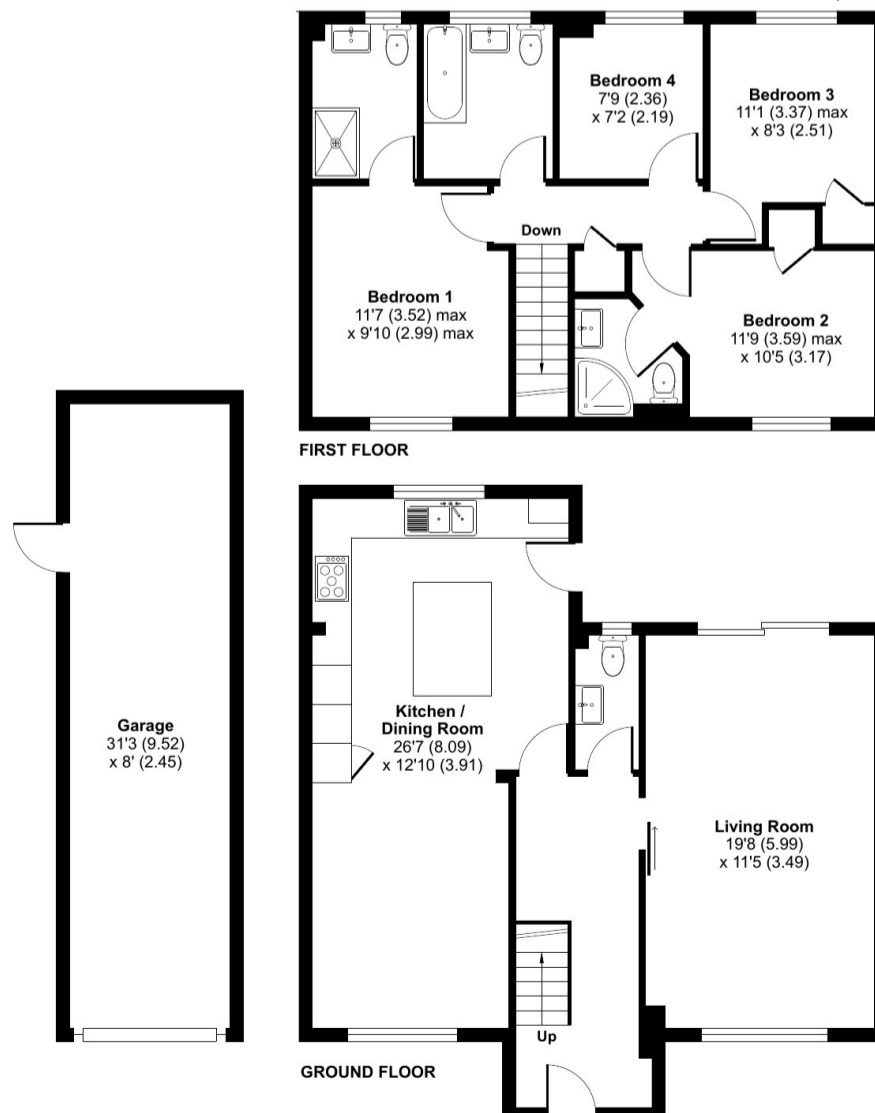 Bedroom 4
7'9 (2.36)
x 7'2 (2.19)
Bedroom 3
11'1 (3.37) max
x 8'3 (2.51)
Down
Bedroom 1
11'7 (3.52) max
x 9'10 (2.99) max
Bedroom 2
11'9 (3.59) max
x 10'5 (3.17)
FIRST FLOOR
Garage
31'3 (9.52)
x 8' (2.45)
Kitchen /
Dining Room
26'7 (8.09)
x 12'10 (3.91)
Living Room
19'8 (5.99)
x 11'5 (3.49)
Up
GROUND FLOOR